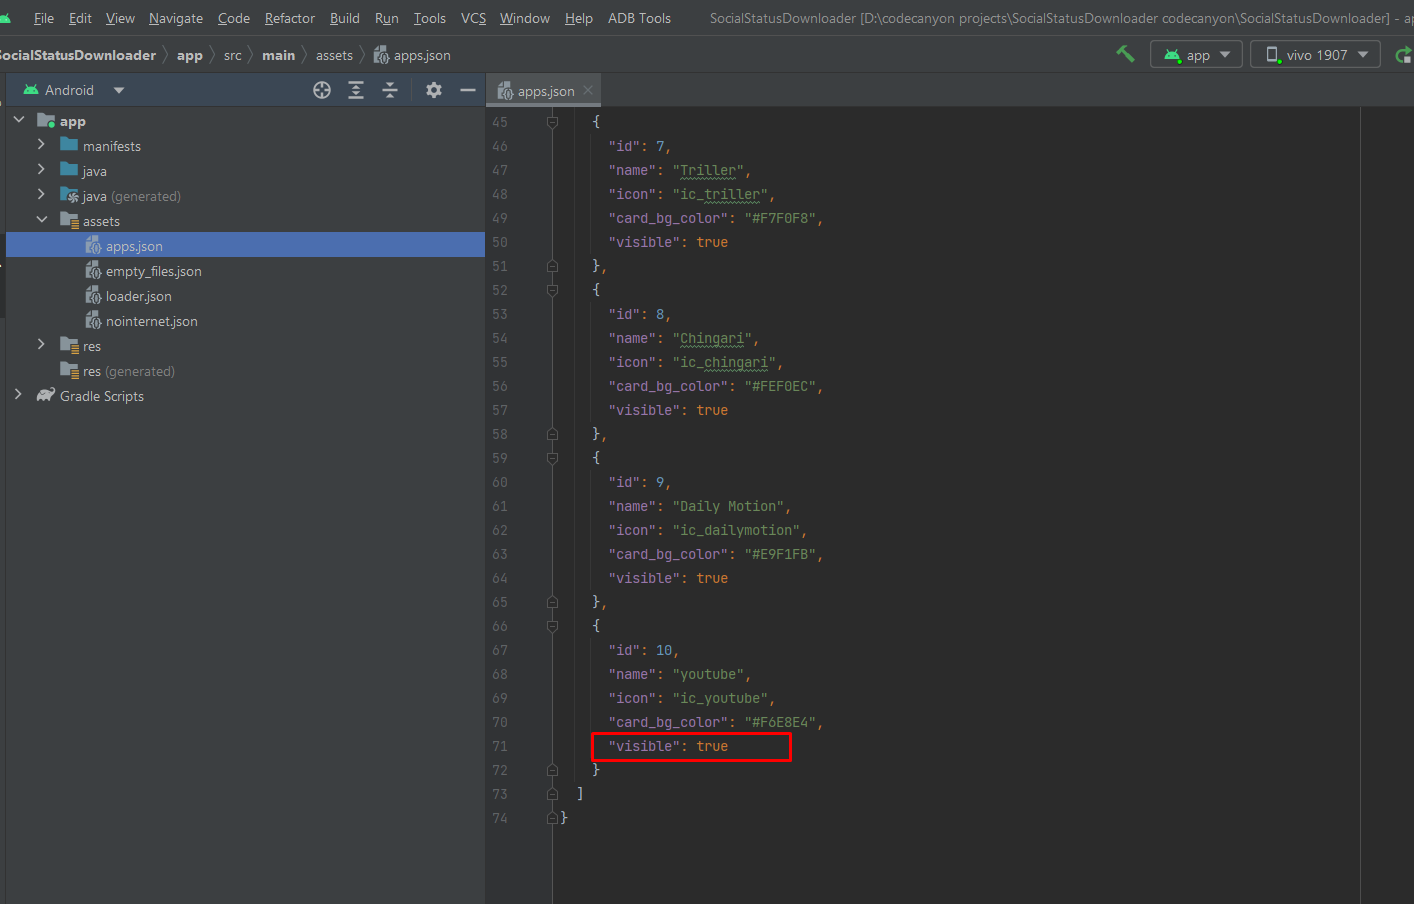 File Edit View Navigate Code Refactor Build Run Tools VCS Window Help ADB Tools SocialStatusDownloader [D:\codecanyon projects\SocialStatusDownloader codecanyon\SocialStatusDownloader] - ap
SocialStatusDownloader app src main assets apps.json app vivo 1907
Android
apps.json
app
manifests
java
java (generated)
assets
apps.json
empty_files.json
loader.json
nointernet.json
res
res (generated)
Gradle Scripts
45 {
46 "id": 7,
47 "name": "Triller",
48 "icon": "ic_triller",
49 "card_bg_color": "#F7F0F8",
50 "visible": true
51 },
52 {
53 "id": 8,
54 "name": "Chingari",
55 "icon": "ic_chingari",
56 "card_bg_color": "#FEF0EC",
57 "visible": true
58 },
59 {
60 "id": 9,
61 "name": "Daily Motion",
62 "icon": "ic_dailymotion",
63 "card_bg_color": "#E9F1FB",
64 "visible": true
65 },
66 {
67 "id": 10,
68 "name": "youtube",
69 "icon": "ic_youtube",
70 "card_bg_color": "#F6E8E4",
71 "visible": true
72 }
73 ]
74 }